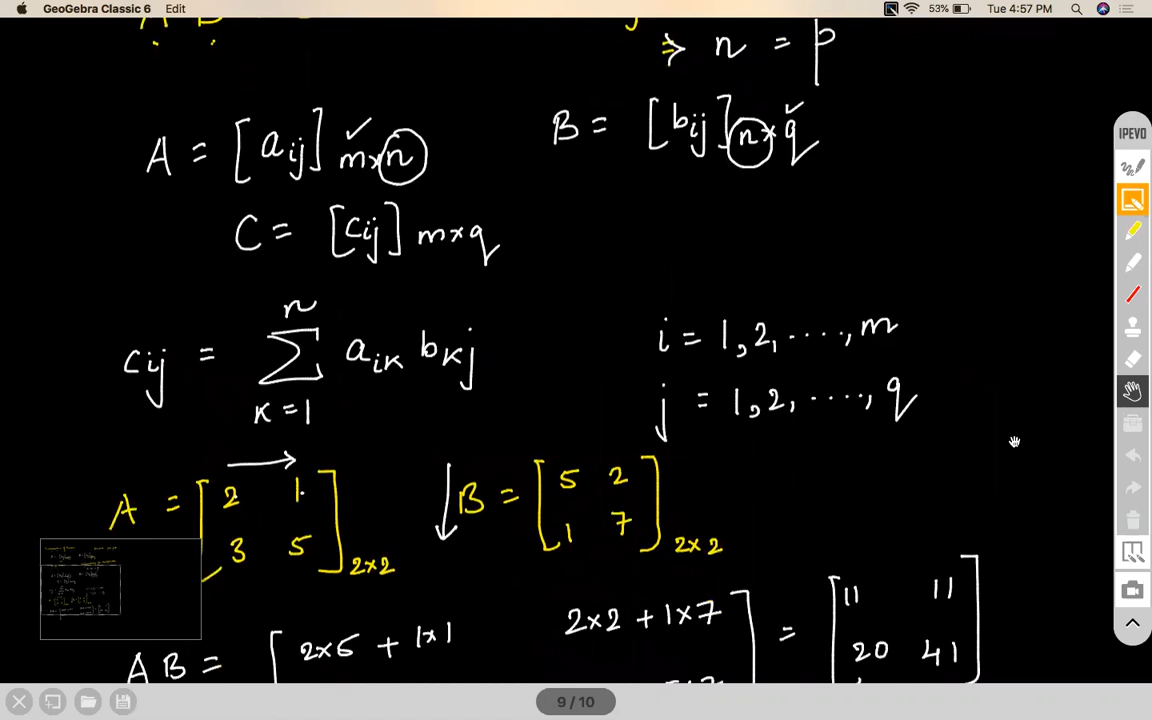 GeoGebra Classic 6 Edit 53% Tue 4:57 PM
A B
⇒ n = p
A = [aij] m×n B = [bij] n×q
C = [cij] m×q
n
cij = ∑ aik bkj i = 1,2,.....,m
k=1 j = 1,2,.....,q
A = [2 1 B = [5 2
3 5] 2×2 1 7] 2×2
AB = [2×5 + 1×1 2×2 + 1×7 ] = [11 11
20 41]
IPEVO
9 / 10